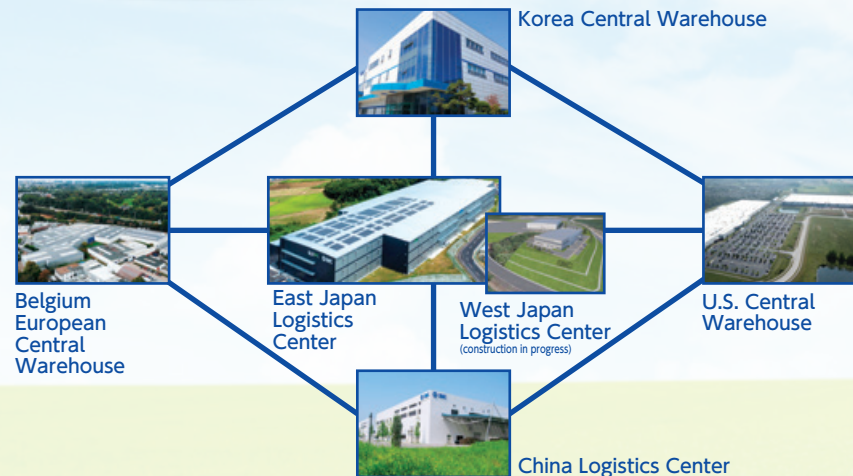 Korea Central Warehouse
Belgium
European
Central
Warehouse
East Japan
Logistics
Center
West Japan
Logistics Center
(construction in progress)
U.S. Central
Warehouse
China Logistics Center